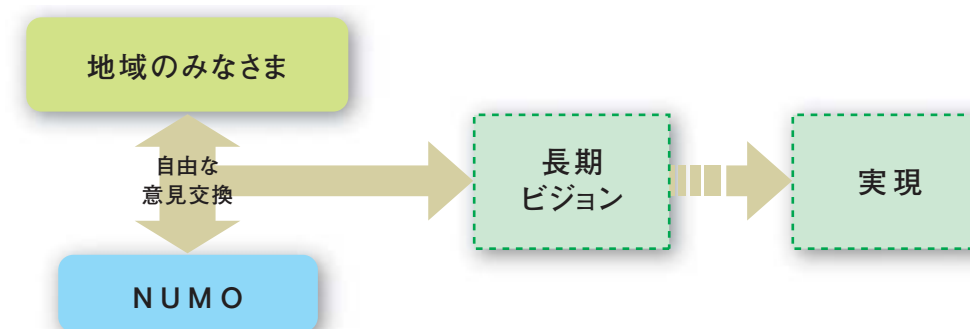 地域のみなさま
自由な
意見交換
長期
ビジョン
実現
NUMO